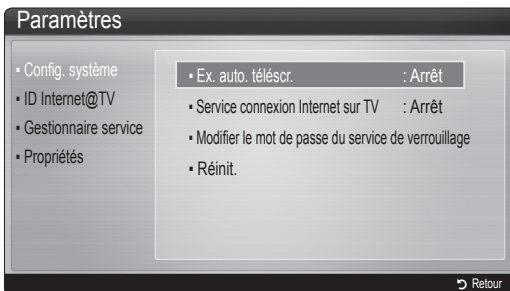 Paramètres
▪ Config. système
▪ ID Internet@TV
▪ Gestionnaire service
▪ Propriétés
▪ Ex. auto. téléscr. : Arrêt
▪ Service connexion Internet sur TV : Arrêt
▪ Modifier le mot de passe du service de verrouillage
▪ Réinit.
Retour